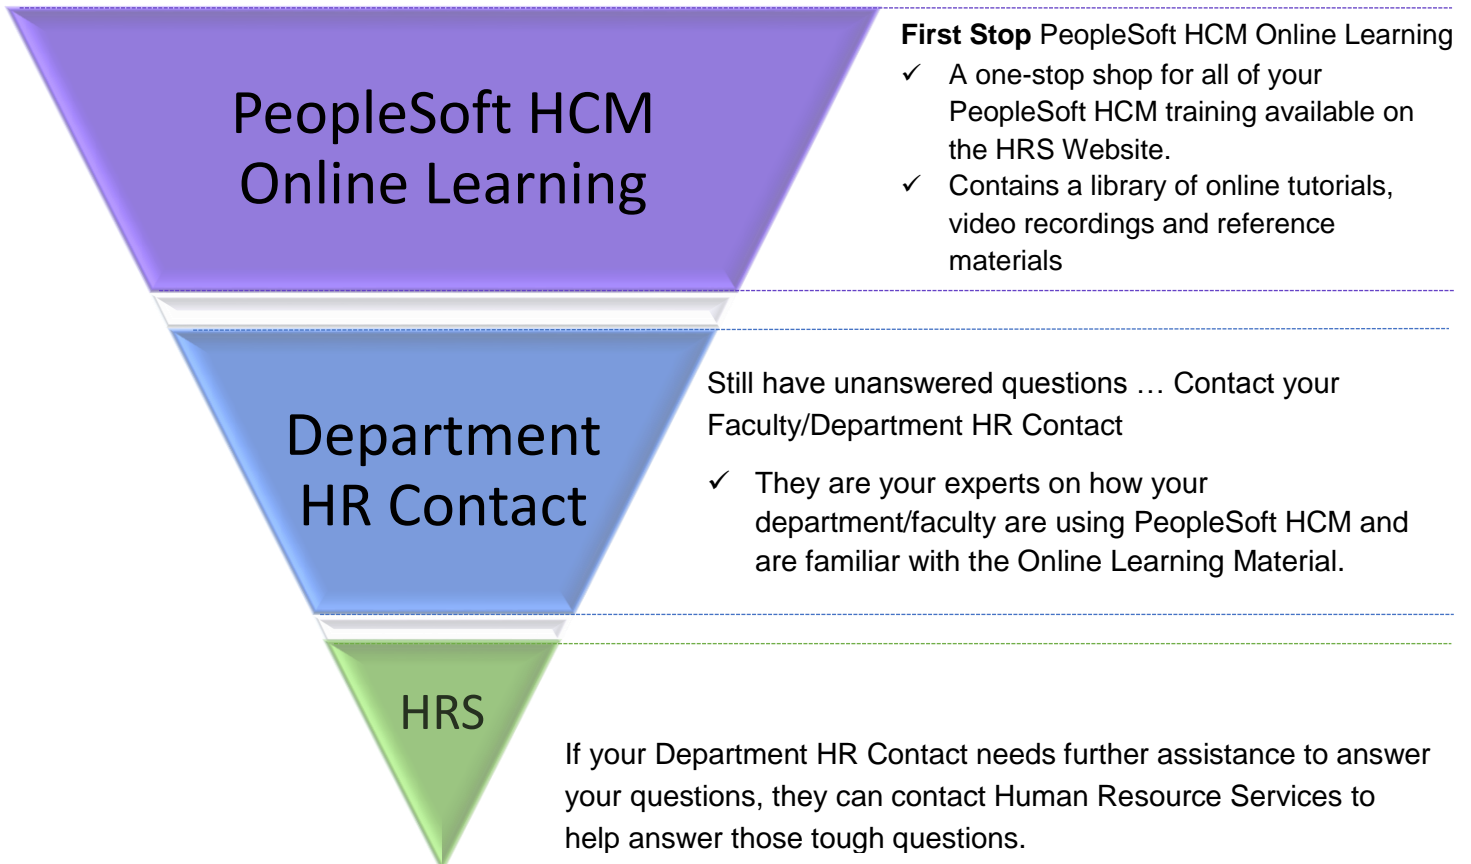 PeopleSoft HCM
Online Learning
First Stop PeopleSoft HCM Online Learning
✓ A one-stop shop for all of your
PeopleSoft HCM training available on
the HRS Website.
✓ Contains a library of online tutorials,
video recordings and reference
materials
Department
HR Contact
Still have unanswered questions … Contact your
Faculty/Department HR Contact
✓ They are your experts on how your
department/faculty are using PeopleSoft HCM and
are familiar with the Online Learning Material.
HRS
If your Department HR Contact needs further assistance to answer
your questions, they can contact Human Resource Services to
help answer those tough questions.